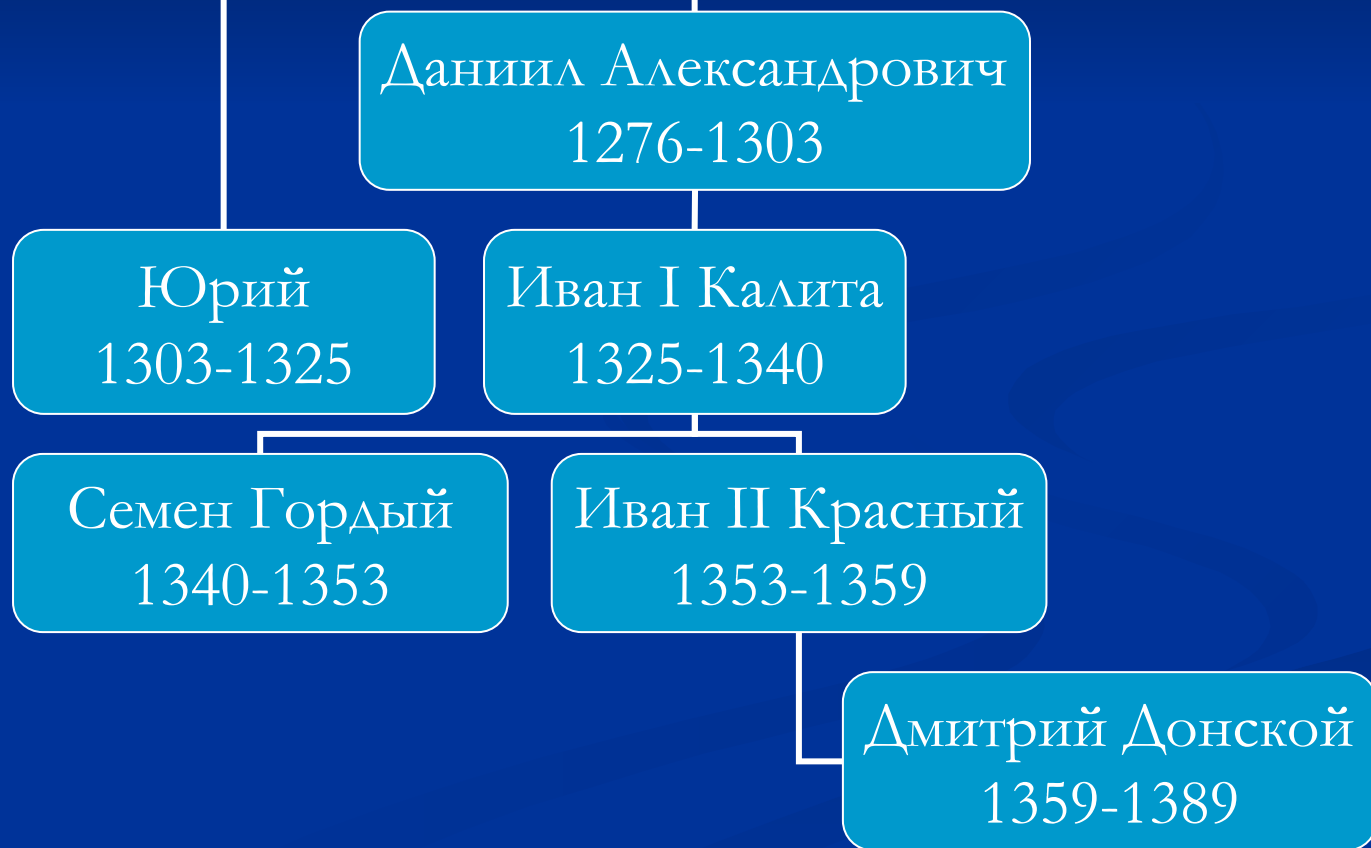 Даниил Александрович
1276-1303
Юрий
1303-1325
Иван I Калита
1325-1340
Семен Гордый
1340-1353
Иван II Красный
1353-1359
Дмитрий Донской
1359-1389